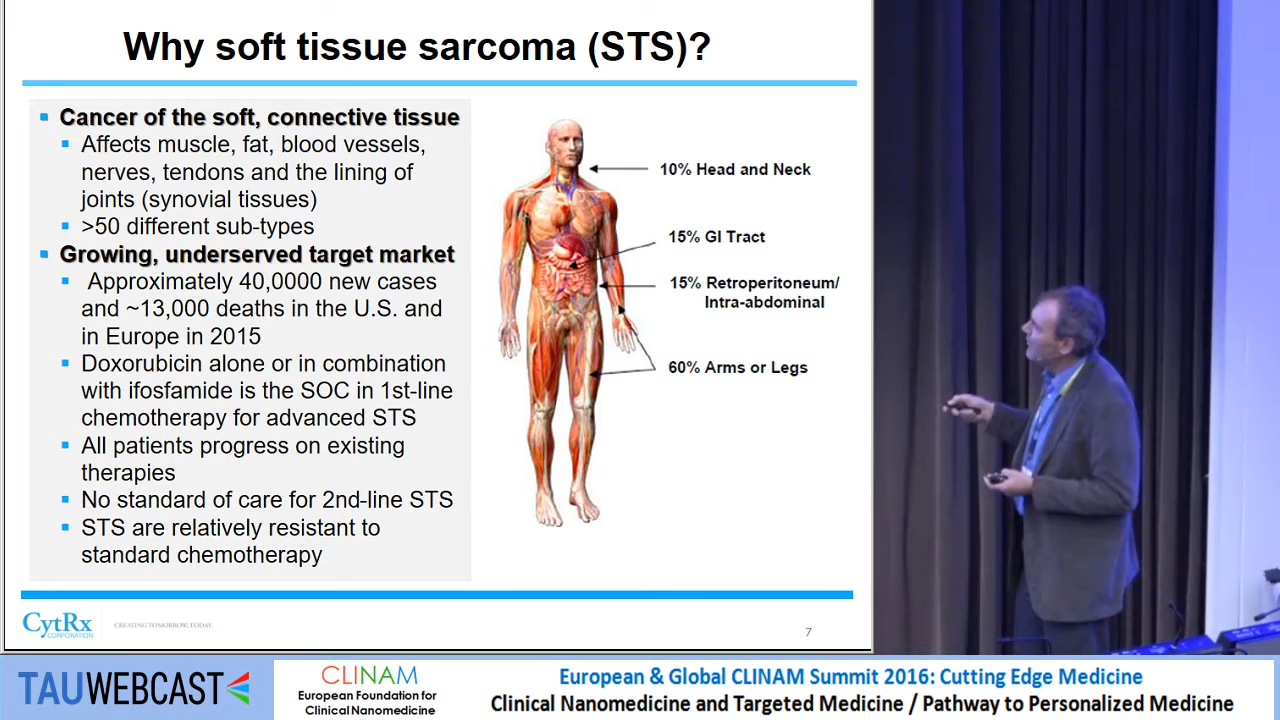 Why soft tissue sarcoma (STS)?
Cancer of the soft, connective tissue
Affects muscle, fat, blood vessels,
nerves, tendons and the lining of
joints (synovial tissues)
>50 different sub-types
Growing, underserved target market
Approximately 40,0000 new cases
and ~13,000 deaths in the U.S. and
in Europe in 2015
Doxorubicin alone or in combination
with ifosfamide is the SOC in 1st-line
chemotherapy for advanced STS
All patients progress on existing
therapies
No standard of care for 2nd-line STS
STS are relatively resistant to
standard chemotherapy
10% Head and Neck
15% GI Tract
15% Retroperitoneum/
Intra-abdominal
60% Arms or Legs
CytRx
CORPORATION
CREATING TOMORROW, TODAY.
7
TAUWEBCAST
CLINAM
European Foundation for
Clinical Nanomedicine
European & Global CLINAM Summit 2016: Cutting Edge Medicine
Clinical Nanomedicine and Targeted Medicine / Pathway to Personalized Medicine